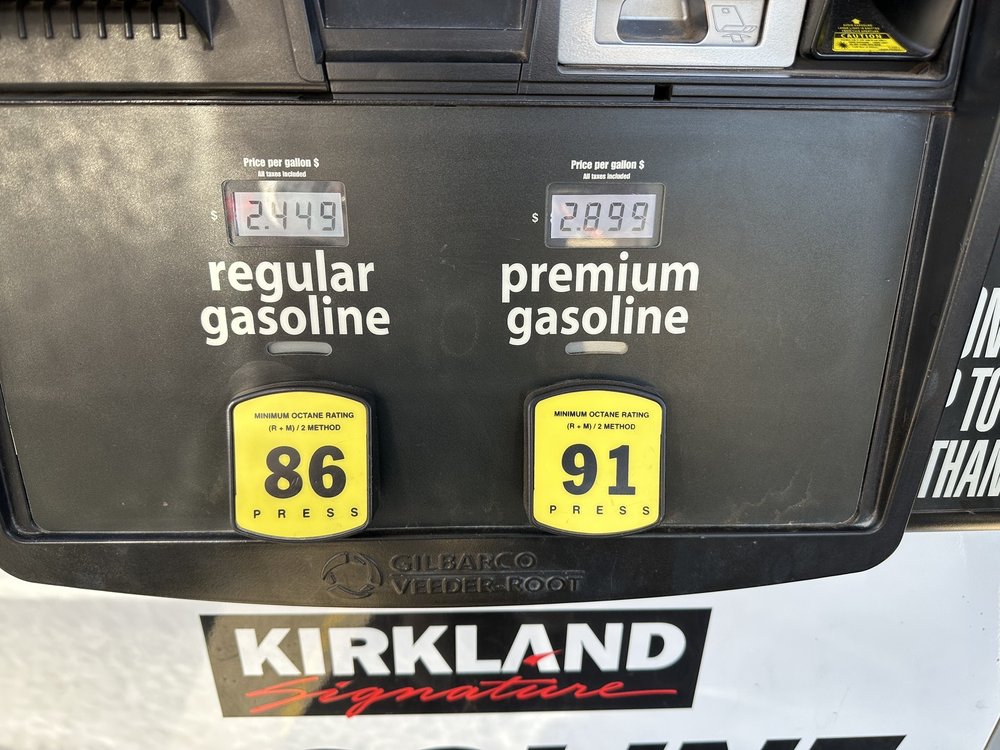 CAUTION
Price per gallon $
All taxes included
$ 2.449
regular
gasoline
MINIMUM OCTANE RATING
(R + M) / 2 METHOD
86
PRESS
Price per gallon $
All taxes included
$ 2.899
premium
gasoline
MINIMUM OCTANE RATING
(R + M) / 2 METHOD
91
PRESS
GILBARCO
VEEDER-ROOT
KIRKLAND
Signature
TO
THAN